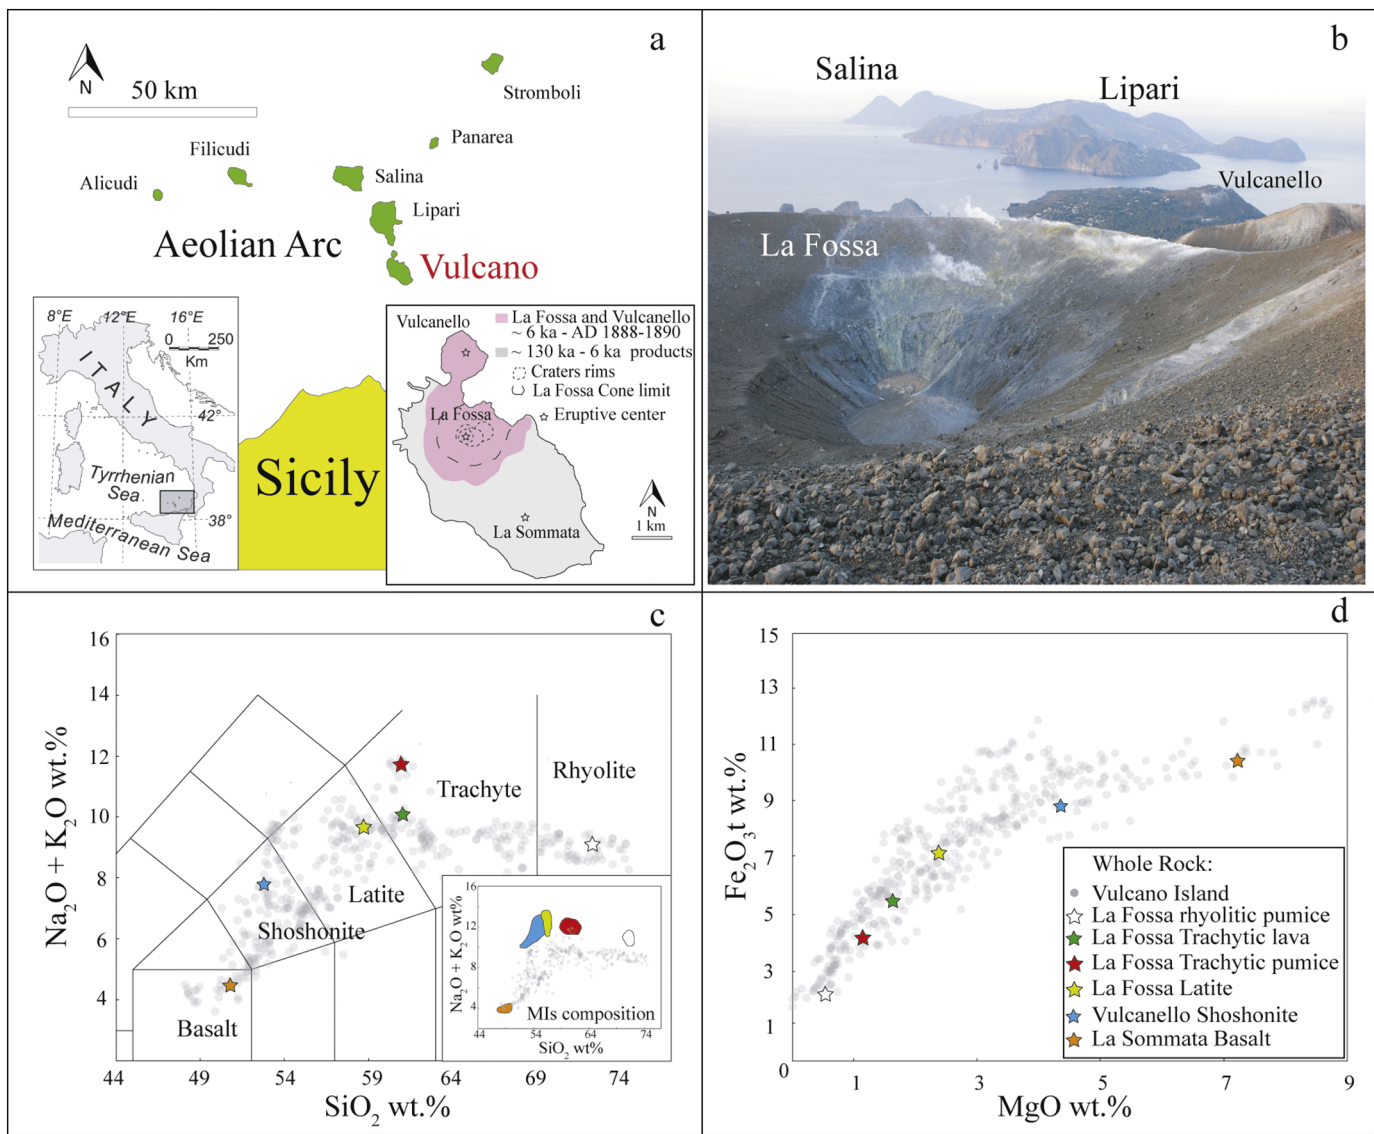 a
N
50 km
Stromboli
Panarea
Filicudi
Alicudi
Salina
Lipari
Aeolian Arc
Vulcano
8°E 12°E 16°E
0 250
Km
ITALY
42°
Tyrrhenian
Sea
38°
Mediterranean Sea
Sicily
Vulcanello
La Fossa and Vulcanello
~ 6 ka - AD 1888-1890
~ 130 ka - 6 ka products
Craters rims
La Fossa Cone limit
Eruptive center
La Fossa
La Sommata
N
1 km
b
Salina
Lipari
Vulcanello
La Fossa
c
16
14
12
10
8
6
4
Na₂O + K₂O wt.%
Trachyte
Rhyolite
Latite
Shoshonite
Basalt
44 49 54 59 64 69 74
SiO₂ wt.%
16
12
8
4
Na₂O + K₂O wt%
MIs composition
44 54 64 74
SiO₂ wt%
d
15
13
11
9
7
5
3
1
Fe₂O₃t wt.%
0 1 3 5 7 9
MgO wt.%
Whole Rock:
Vulcano Island
La Fossa rhyolitic pumice
La Fossa Trachytic lava
La Fossa Trachytic pumice
La Fossa Latite
Vulcanello Shoshonite
La Sommata Basalt